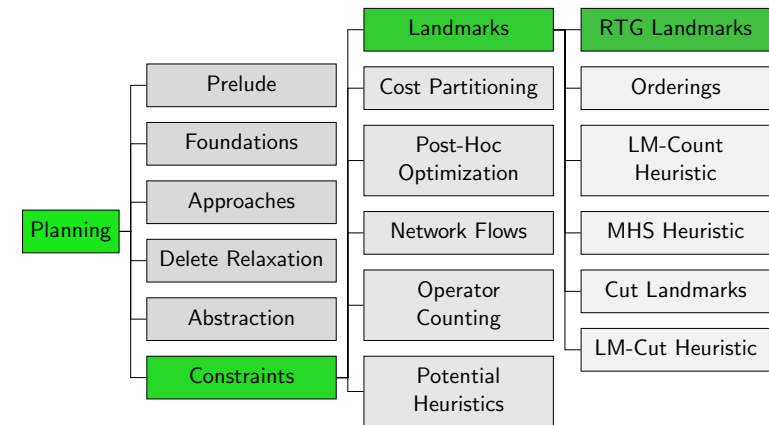 Planning
Prelude
Foundations
Approaches
Delete Relaxation
Abstraction
Constraints
Landmarks
Cost Partitioning
Post-Hoc
Optimization
Network Flows
Operator
Counting
Potential
Heuristics
RTG Landmarks
Orderings
LM-Count
Heuristic
MHS Heuristic
Cut Landmarks
LM-Cut Heuristic